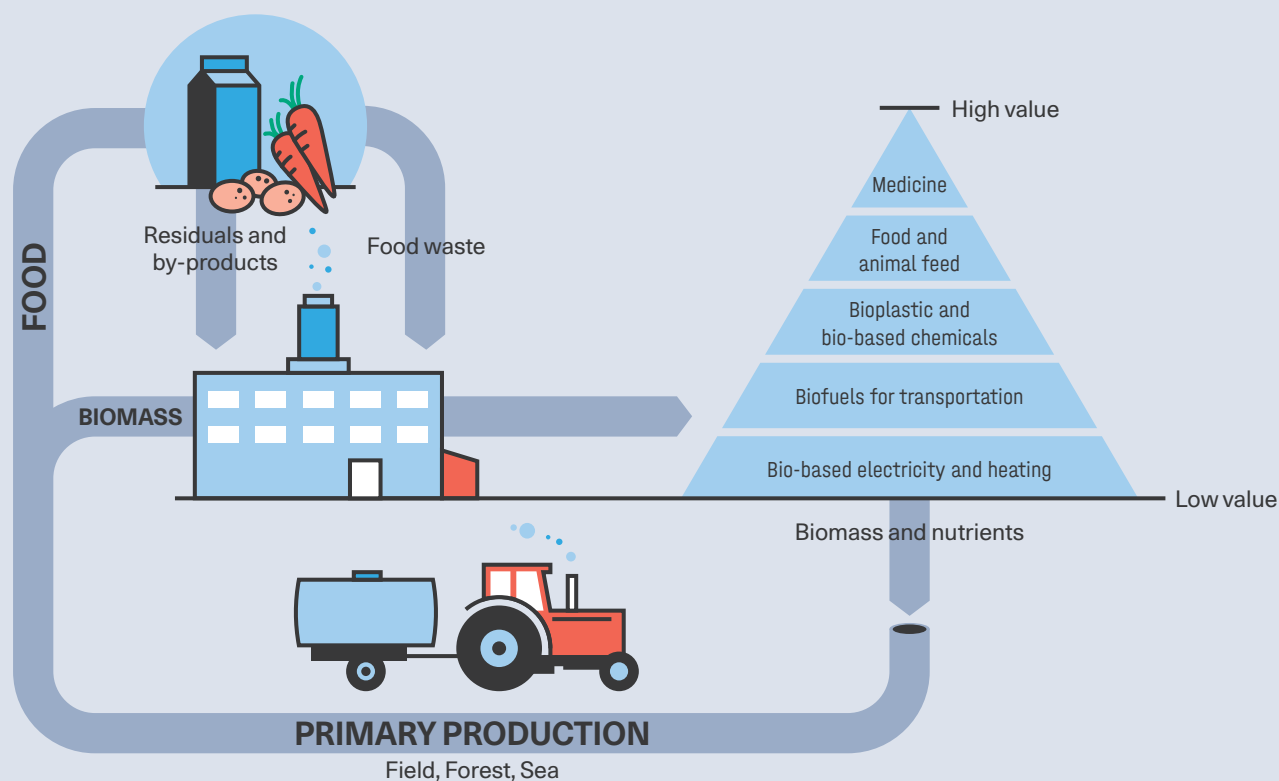 High value
Medicine
Residuals and
by-products
Food waste
Food and
animal feed
FOOD
Bioplastic and
bio-based chemicals
BIOMASS
Biofuels for transportation
Bio-based electricity and heating
Low value
Biomass and nutrients
PRIMARY PRODUCTION
Field, Forest, Sea